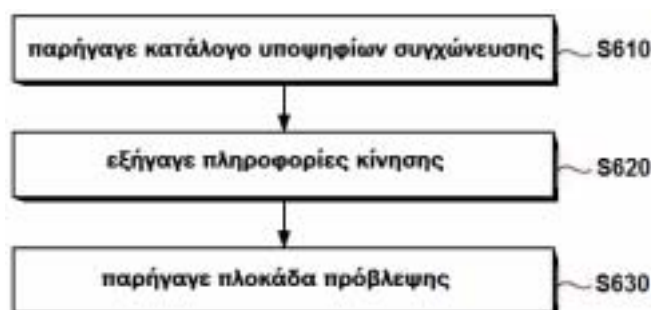 παρήγαγε κατάλογο υποψηφίων συγχώνευσης S610
εξήγαγε πληροφορίες κίνησης S620
παρήγαγε πλοκάδα πρόβλεψης S630